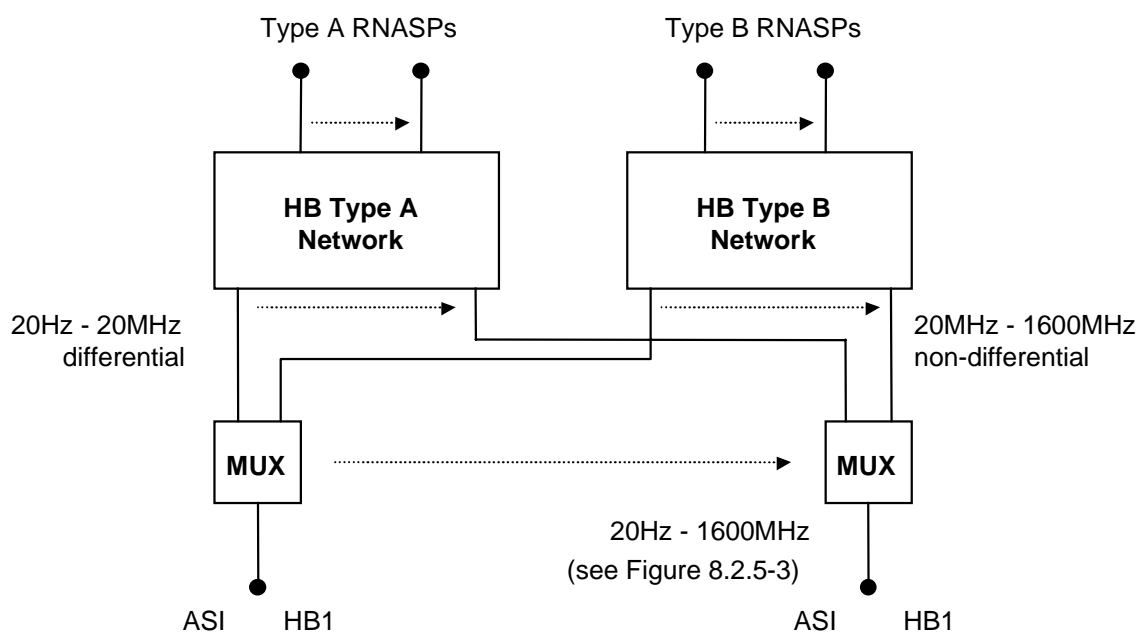 Type A RNASPs
Type B RNASPs
HB Type A
Network
HB Type B
Network
20Hz - 20MHz
differential
20MHz - 1600MHz
non-differential
MUX
MUX
20Hz - 1600MHz
(see Figure 8.2.5-3)
ASI HB1
ASI HB1